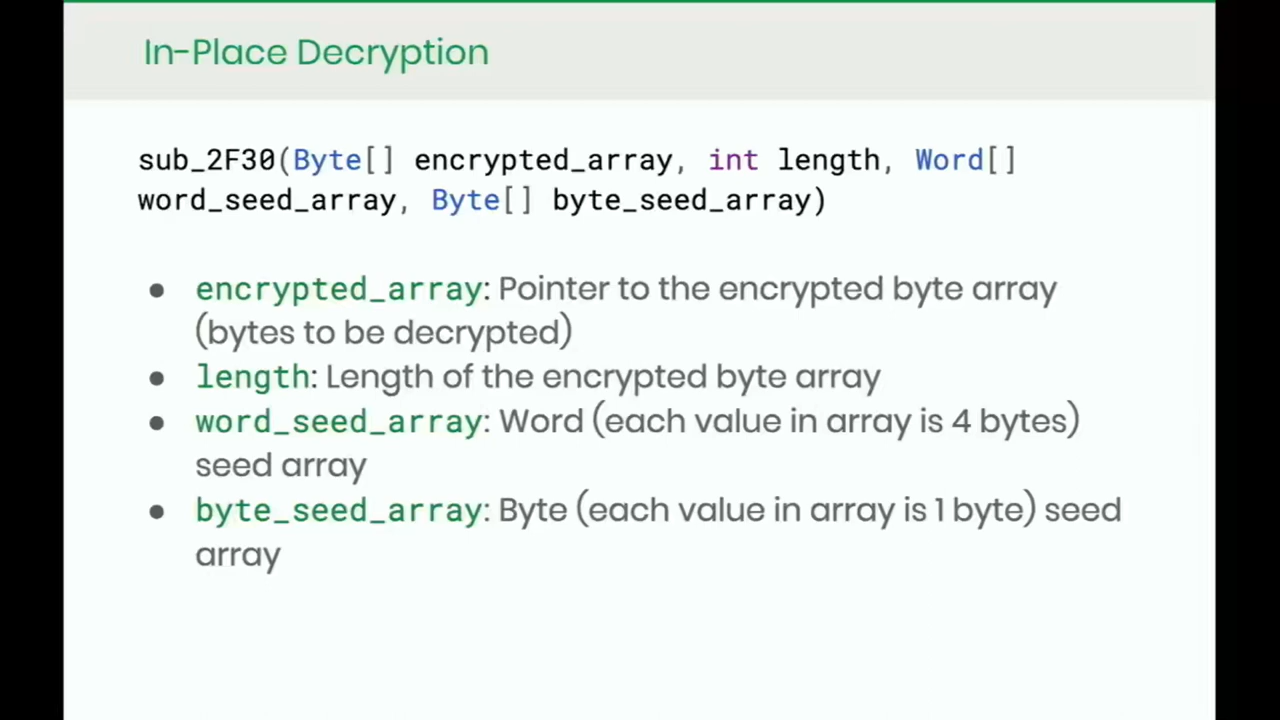 In-Place Decryption
sub_2F30(Byte[] encrypted_array, int length, Word[]
word_seed_array, Byte[] byte_seed_array)
● encrypted_array: Pointer to the encrypted byte array
(bytes to be decrypted)
● length: Length of the encrypted byte array
● word_seed_array: Word (each value in array is 4 bytes)
seed array
● byte_seed_array: Byte (each value in array is 1 byte) seed
array